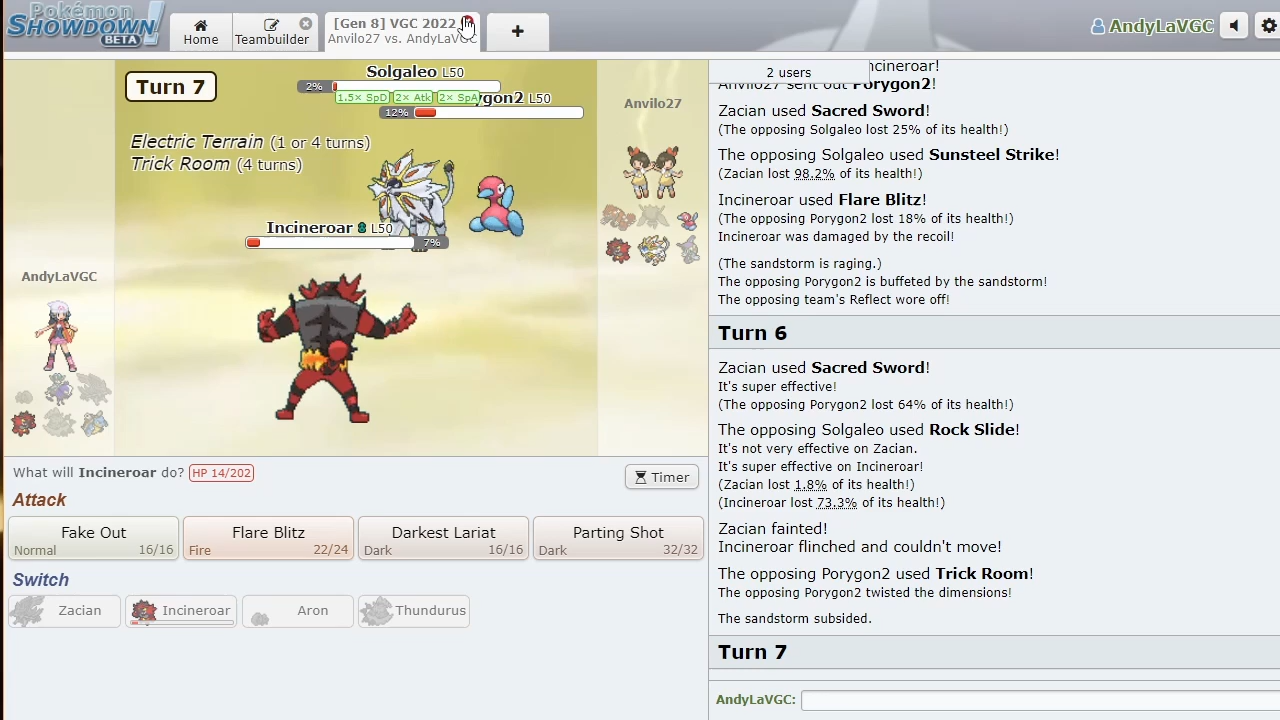 Pokémon
SHOWDOWN!
BETA
Home
Teambuilder
[Gen 8] VGC 2022
Anvilo27 vs. AndyLaVGC
+
AndyLaVGC
Turn 7
Solgaleo L50
2%
1.5× SpD 2× Atk 2× SpA
ygon2 L50
12%
Electric Terrain (1 or 4 turns)
Trick Room (4 turns)
Incineroar L50
7%
AndyLaVGC
Anvilo27
What will Incineroar do? HP 14/202
Timer
Attack
Fake Out
Normal 16/16
Flare Blitz
Fire 22/24
Darkest Lariat
Dark 16/16
Parting Shot
Dark 32/32
Switch
Zacian
Incineroar
Aron
Thundurus
2 users
ncineroar!
Anvilo27 sent out Porygon2!
Zacian used Sacred Sword!
(The opposing Solgaleo lost 25% of its health!)
The opposing Solgaleo used Sunsteel Strike!
(Zacian lost 98.2% of its health!)
Incineroar used Flare Blitz!
(The opposing Porygon2 lost 18% of its health!)
Incineroar was damaged by the recoil!
(The sandstorm is raging.)
The opposing Porygon2 is buffeted by the sandstorm!
The opposing team's Reflect wore off!
Turn 6
Zacian used Sacred Sword!
It's super effective!
(The opposing Porygon2 lost 64% of its health!)
The opposing Solgaleo used Rock Slide!
It's not very effective on Zacian.
It's super effective on Incineroar!
(Zacian lost 1.8% of its health!)
(Incineroar lost 73.3% of its health!)
Zacian fainted!
Incineroar flinched and couldn't move!
The opposing Porygon2 used Trick Room!
The opposing Porygon2 twisted the dimensions!
The sandstorm subsided.
Turn 7
AndyLaVGC: